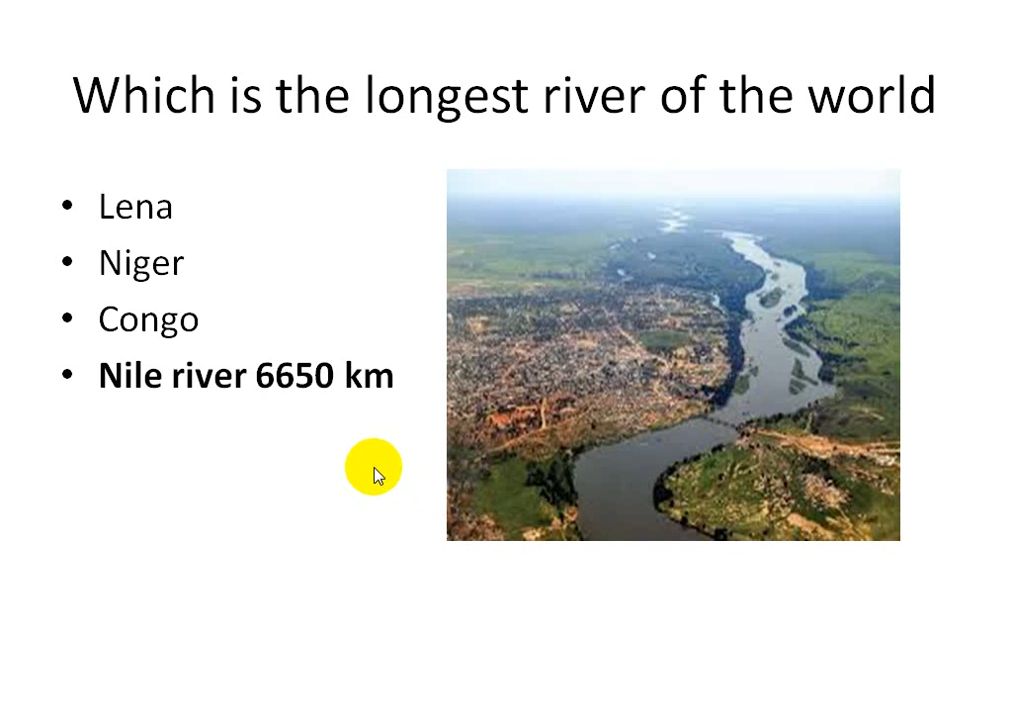 Which is the longest river of the world
• Lena
• Niger
• Congo
• Nile river 6650 km